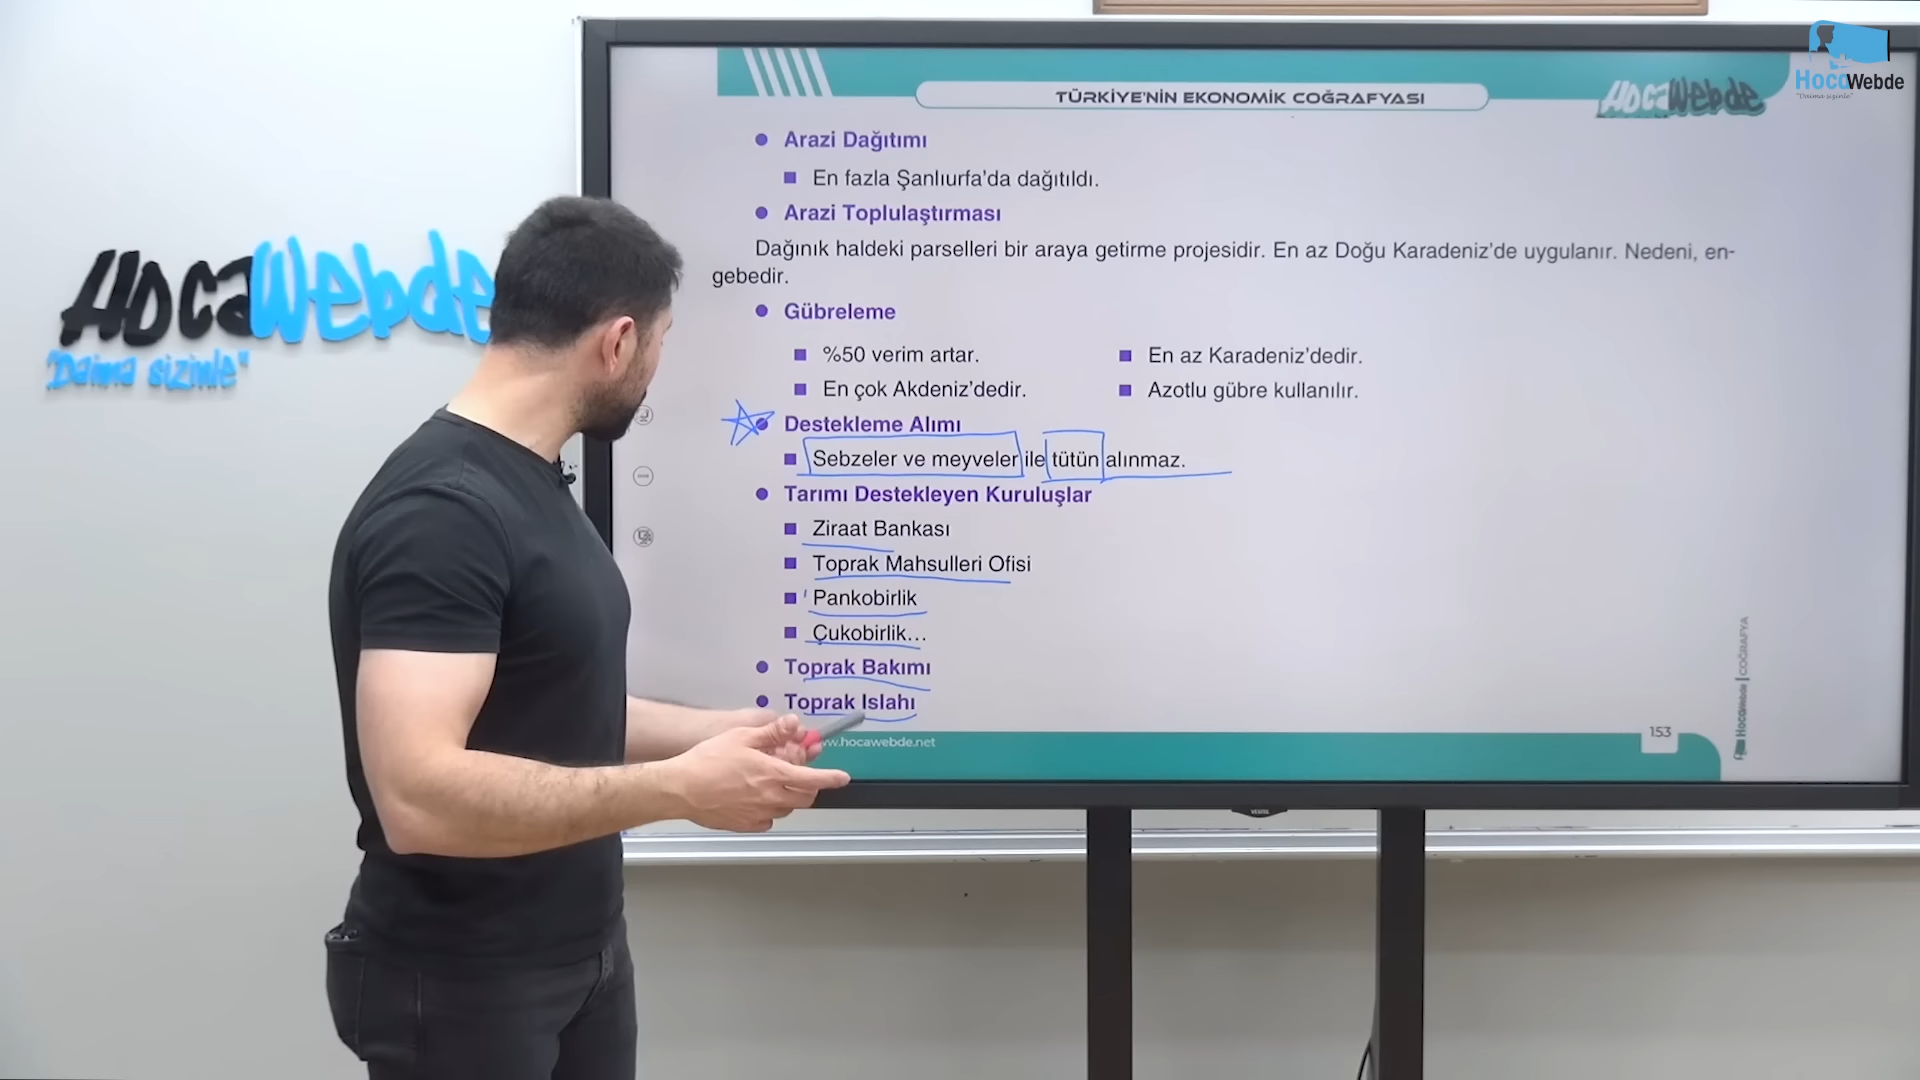 Hoca Webde
"Daima sizinle"
TÜRKİYE'NİN EKONOMİK COĞRAFYASI
HocaWebde
HocaWebde
"Daima sizinle"
Arazi Dağıtımı
En fazla Şanlıurfa'da dağıtıldı.
Arazi Toplulaştırması
Dağınık haldeki parselleri bir araya getirme projesidir. En az Doğu Karadeniz'de uygulanır. Nedeni, en-
gebedir.
Gübreleme
%50 verim artar.
En az Karadeniz'dedir.
En çok Akdeniz'dedir.
Azotlu gübre kullanılır.
Destekleme Alımı
Sebzeler ve meyveler ile tütün alınmaz.
Tarımı Destekleyen Kuruluşlar
Ziraat Bankası
Toprak Mahsulleri Ofisi
Pankobirlik
Çukobirlik...
Toprak Bakımı
Toprak Islahı
www.hocawebde.net
153
HocaWebde | COĞRAFYA